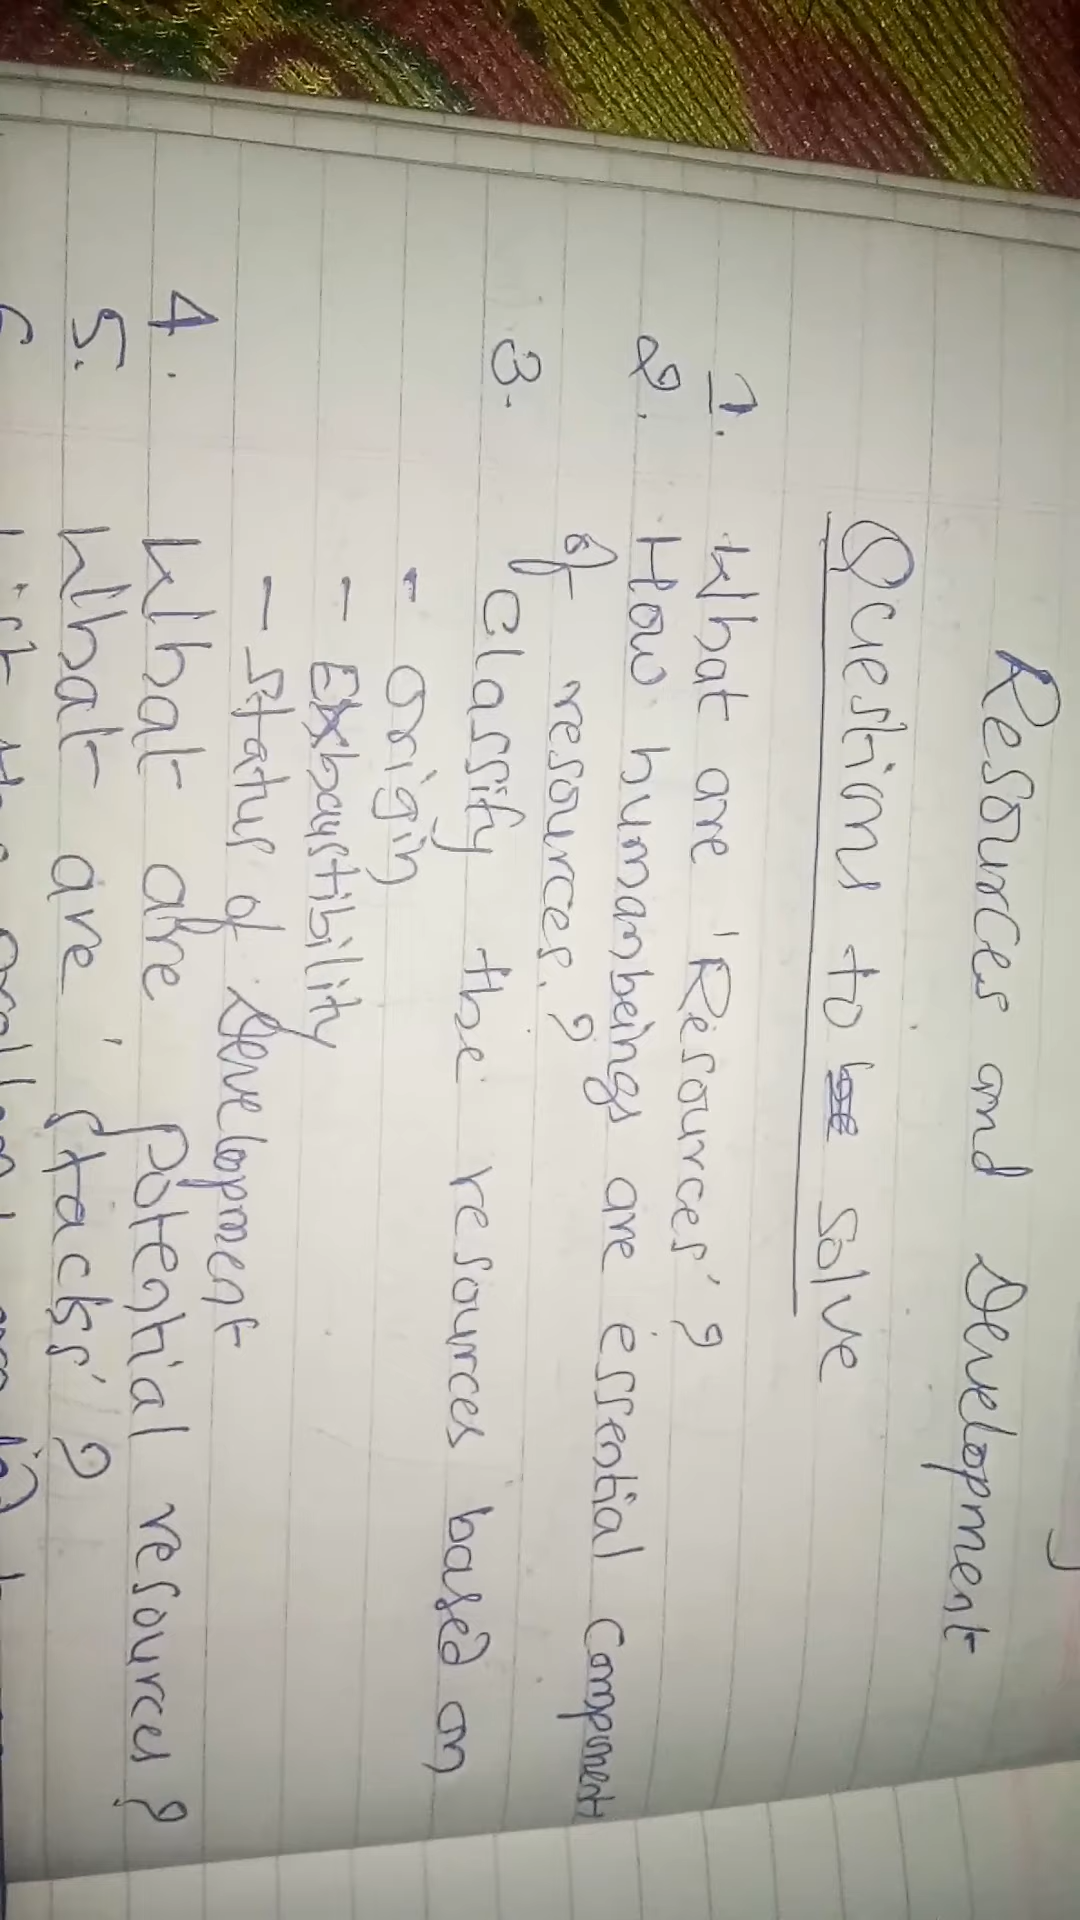 Resources and Development
Questions to solve
1. What are 'Resources' ?
2. How humanbeings are essential component
of resources. ?
3. classify the resources based on
- origin
- Exhaustibility
- Status of Development
4. What are Potential resources ?
5. What are 'stocks' ?
6.